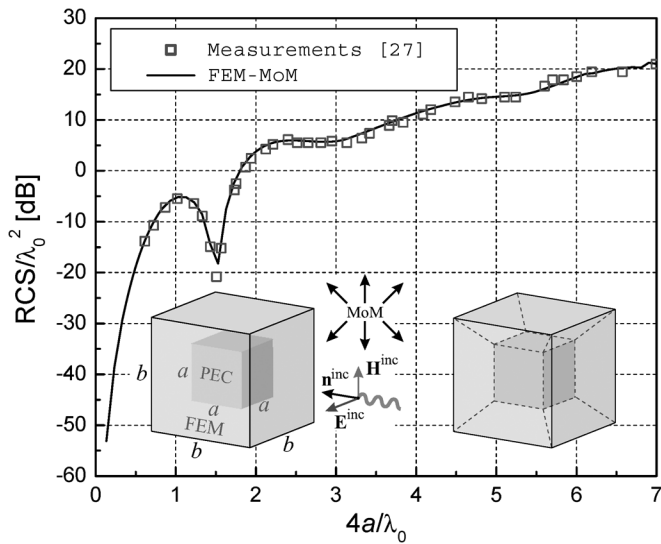 Measurements [27]
FEM-MoM
RCS/λ₀² [dB]
30
20
10
0
-10
-20
-30
-40
-50
-60
b
a
PEC
a
a
FEM
b
b
MoM
H^inc
n^inc
E^inc
0
1
2
3
4
5
6
7
4a/λ₀